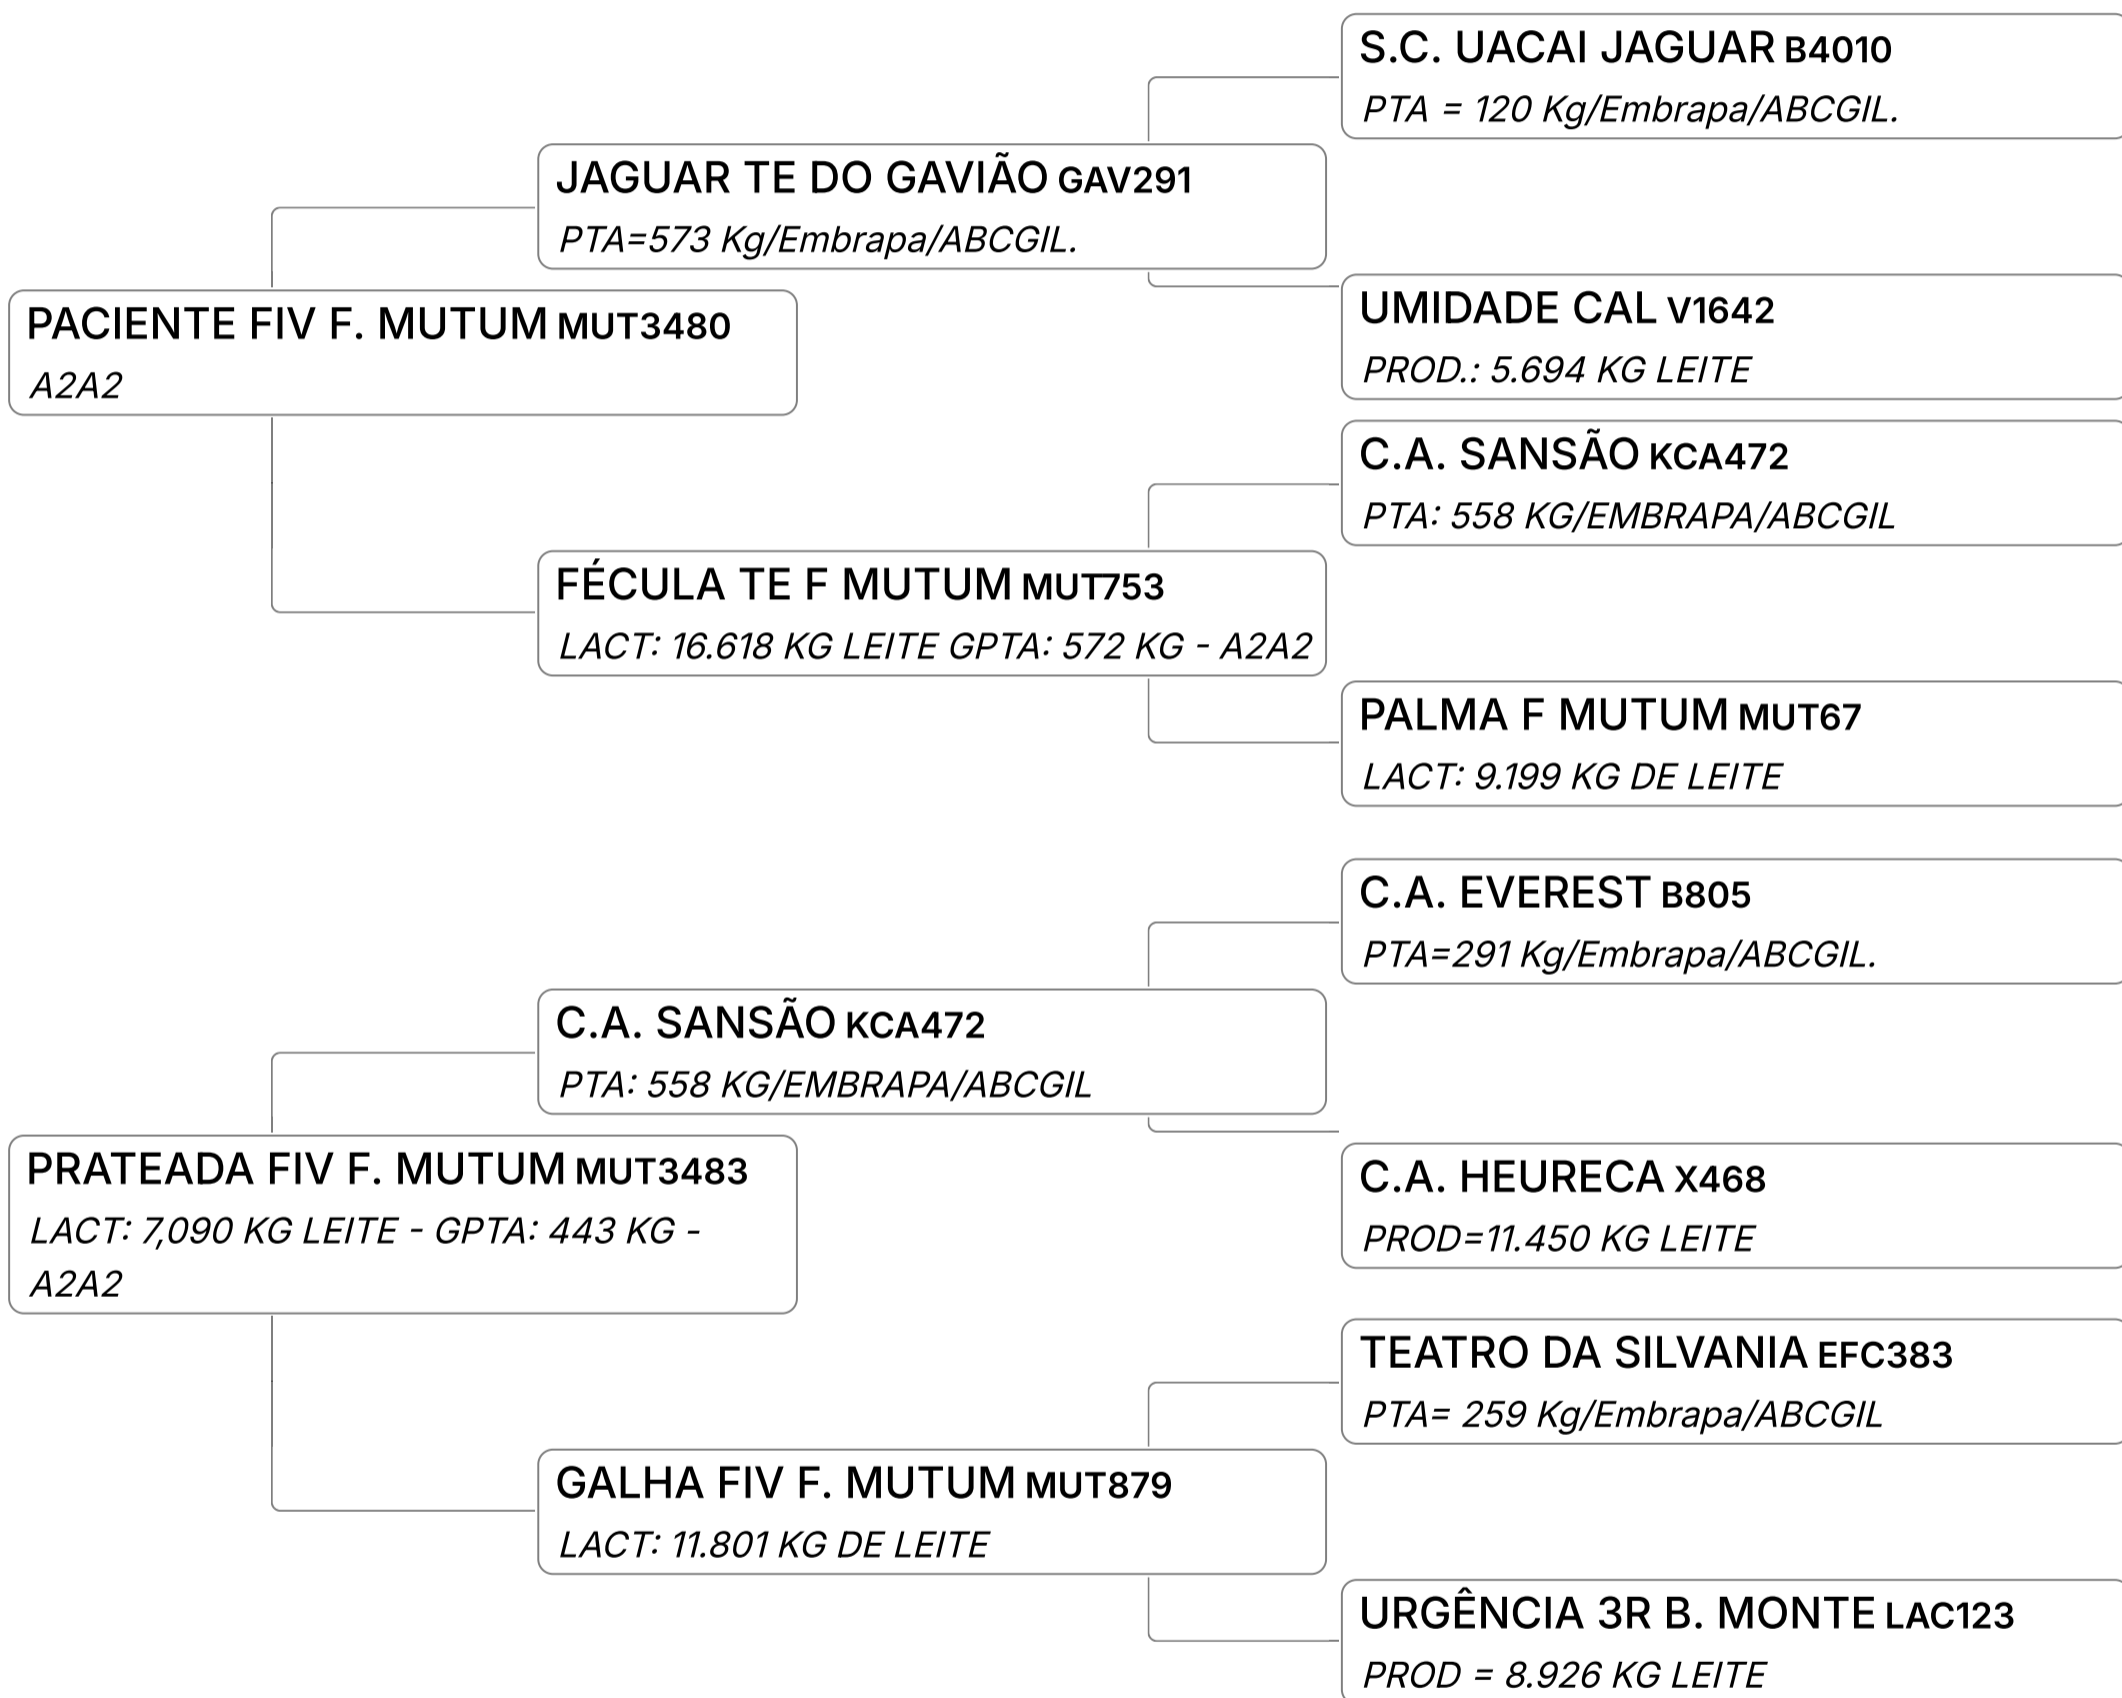 S.C. UACAI JAGUAR B4010
PTA = 120 Kg/Embrapa/ABCGIL.
JAGUAR TE DO GAVIÃO GAV291
PTA=573 Kg/Embrapa/ABCGIL.
UMIDADE CAL V1642
PROD.: 5.694 KG LEITE
PACIENTE FIV F. MUTUM MUT3480
A2A2
C.A. SANSÃO KCA472
PTA: 558 KG/EMBRAPA/ABCGIL
FÉCULA TE F MUTUM MUT753
LACT: 16.618 KG LEITE GPTA: 572 KG - A2A2
PALMA F MUTUM MUT67
LACT: 9.199 KG DE LEITE
C.A. EVEREST B805
PTA=291 Kg/Embrapa/ABCGIL.
C.A. SANSÃO KCA472
PTA: 558 KG/EMBRAPA/ABCGIL
C.A. HEURECA X468
PROD=11.450 KG LEITE
PRATEADA FIV F. MUTUM MUT3483
LACT: 7,090 KG LEITE - GPTA: 443 KG -
A2A2
TEATRO DA SILVANIA EFC383
PTA= 259 Kg/Embrapa/ABCGIL
GALHA FIV F. MUTUM MUT879
LACT: 11.801 KG DE LEITE
URGÊNCIA 3R B. MONTE LAC123
PROD = 8.926 KG LEITE